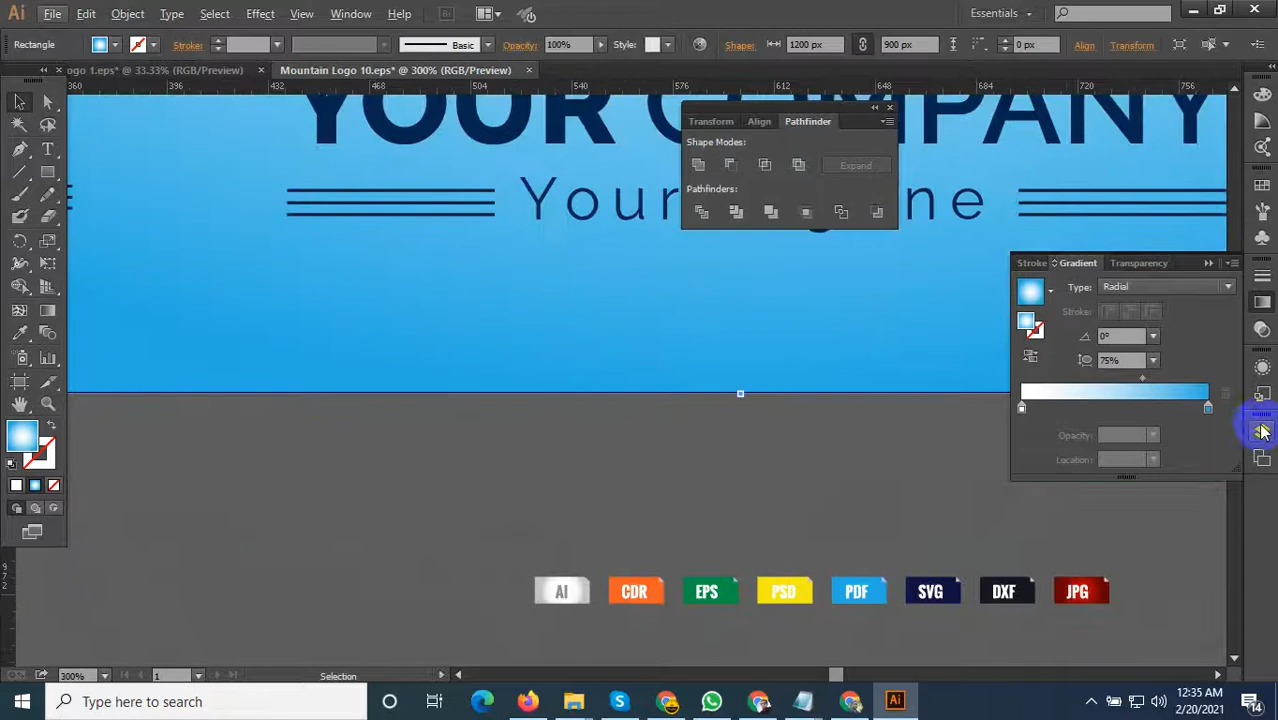 Ai File Edit Object Type Select Effect View Window Help Br Essentials
Rectangle Stroke: Basic Opacity: 100% Style: Shape: 1200 px 900 px 0 px Align Transform
ogo 1.eps* @ 33.33% (RGB/Preview) × Mountain Logo 10.eps* @ 300% (RGB/Preview) ×
360 396 432 468 504 540 576 612 648 684 720 756
YOUR COMPANY
Transform Align Pathfinder
Shape Modes:
Expand
Pathfinders:
Your ne
Stroke Gradient Transparency
Type: Radial
Stroke:
0°
75%
Opacity:
Location:
AI CDR EPS PSD PDF SVG DXF JPG
300% 1 Selection
Type here to search
12:35 AM
2/20/2021
14